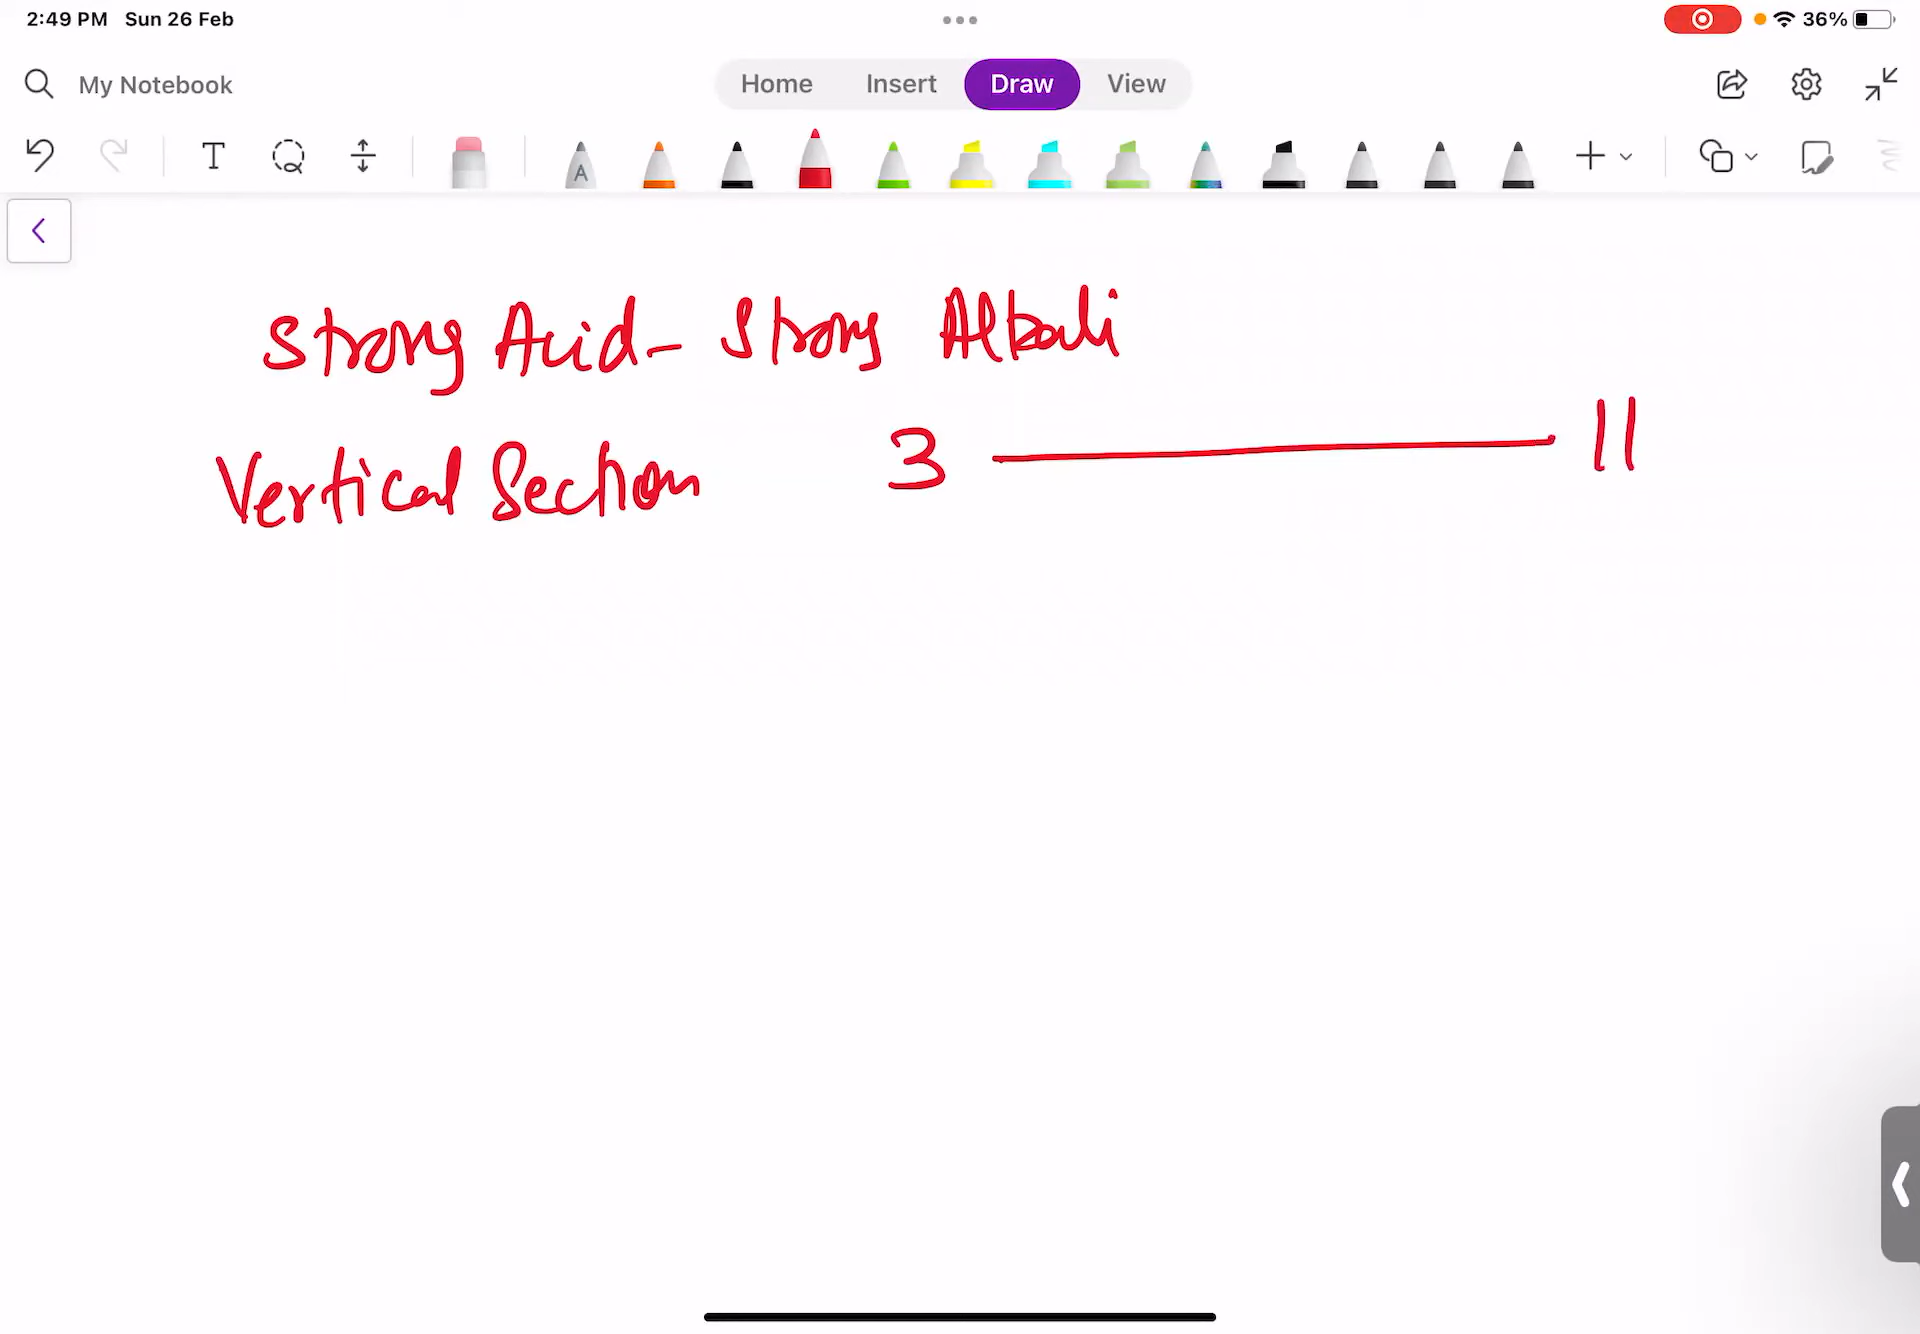 2:49 PM Sun 26 Feb 36%
My Notebook Home Insert Draw View
T A
Strong Acid - Strong Alkali
Vertical Section 3 — 11